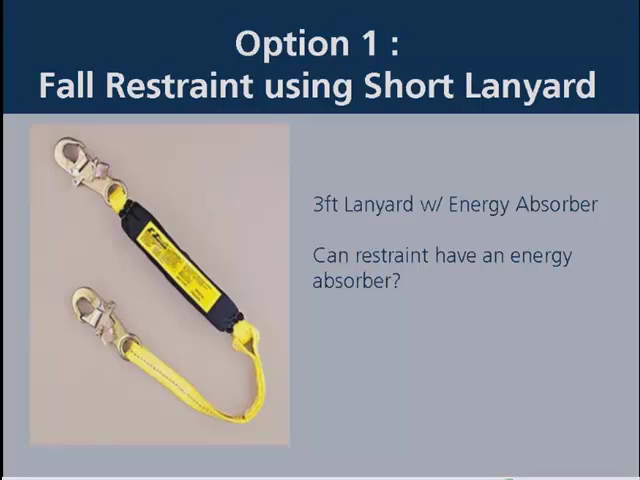 Option 1 :
Fall Restraint using Short Lanyard
3ft Lanyard w/ Energy Absorber
Can restraint have an energy
absorber?